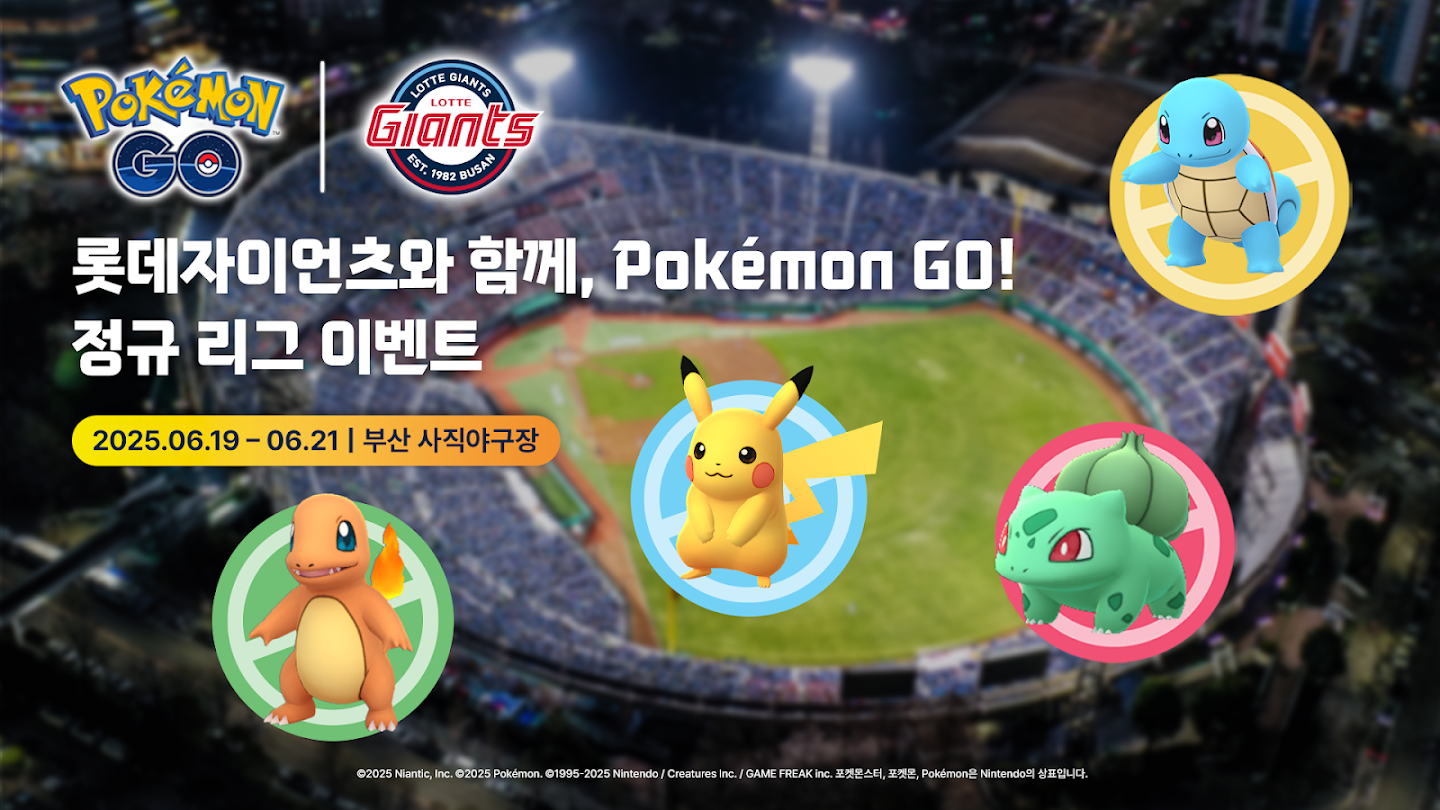 POKéMON
GO
LOTTE GIANTS
LOTTE
Giants
EST. 1982 BUSAN
롯데자이언츠와 함께, Pokémon GO!
정규 리그 이벤트
2025.06.19 – 06.21 | 부산 사직야구장
©2025 Niantic, Inc. ©2025 Pokémon. ©1995-2025 Nintendo / Creatures Inc. / GAME FREAK inc. 포켓몬스터, 포켓몬, Pokémon은 Nintendo의 상표입니다.